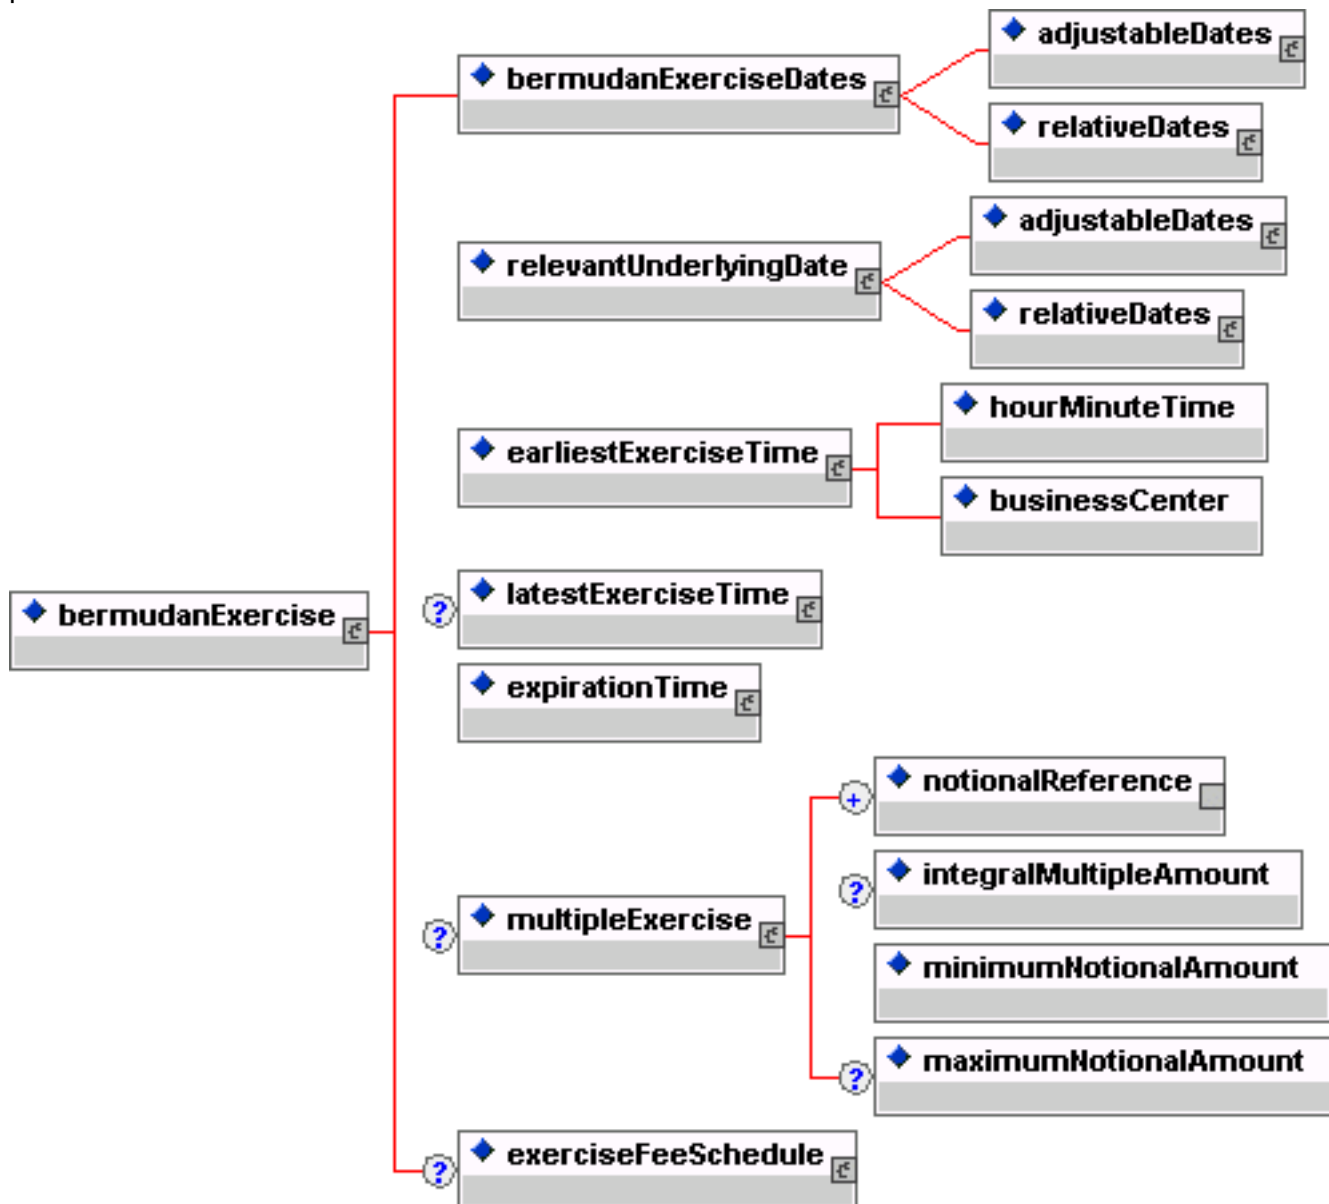 bermudanExercise
bermudanExerciseDates
adjustableDates
relativeDates
relevantUnderlyingDate
adjustableDates
relativeDates
earliestExerciseTime
hourMinuteTime
businessCenter
? latestExerciseTime
expirationTime
? multipleExercise
+ notionalReference
? integralMultipleAmount
minimumNotionalAmount
? maximumNotionalAmount
? exerciseFeeSchedule